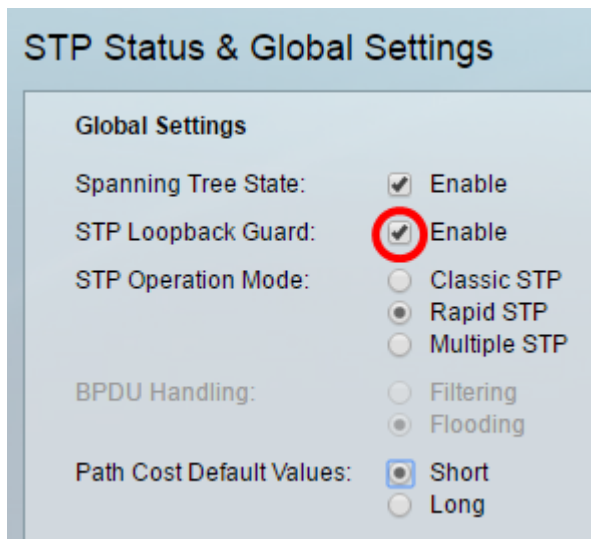 STP Status & Global Settings
Global Settings
Spanning Tree State: Enable
STP Loopback Guard: Enable
STP Operation Mode: Classic STP
Rapid STP
Multiple STP
BPDU Handling: Filtering
Flooding
Path Cost Default Values: Short
Long